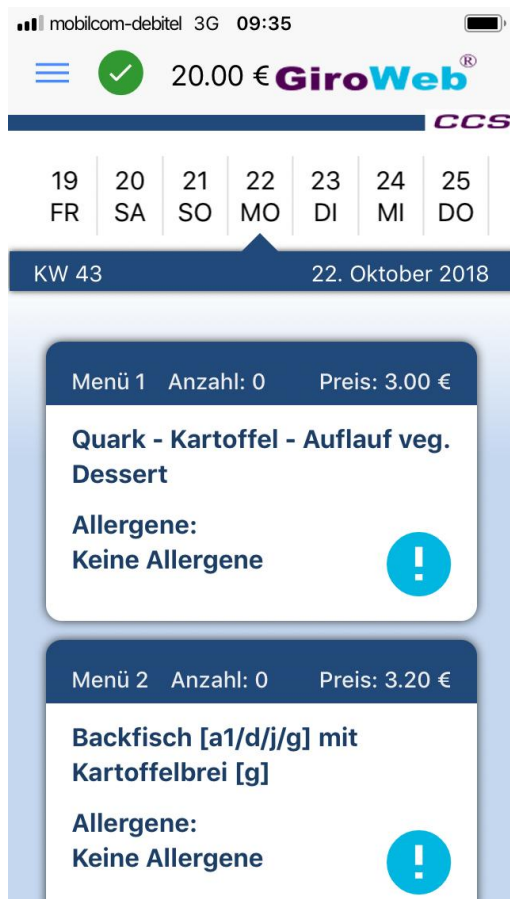 mobilcom-debitel 3G 09:35
20.00 € GiroWeb®
CCS
19 20 21 22 23 24 25
FR SA SO MO DI MI DO
KW 43 22. Oktober 2018
Menü 1 Anzahl: 0 Preis: 3.00 €
Quark - Kartoffel - Auflauf veg.
Dessert
Allergene:
Keine Allergene
Menü 2 Anzahl: 0 Preis: 3.20 €
Backfisch [a1/d/j/g] mit
Kartoffelbrei [g]
Allergene:
Keine Allergene